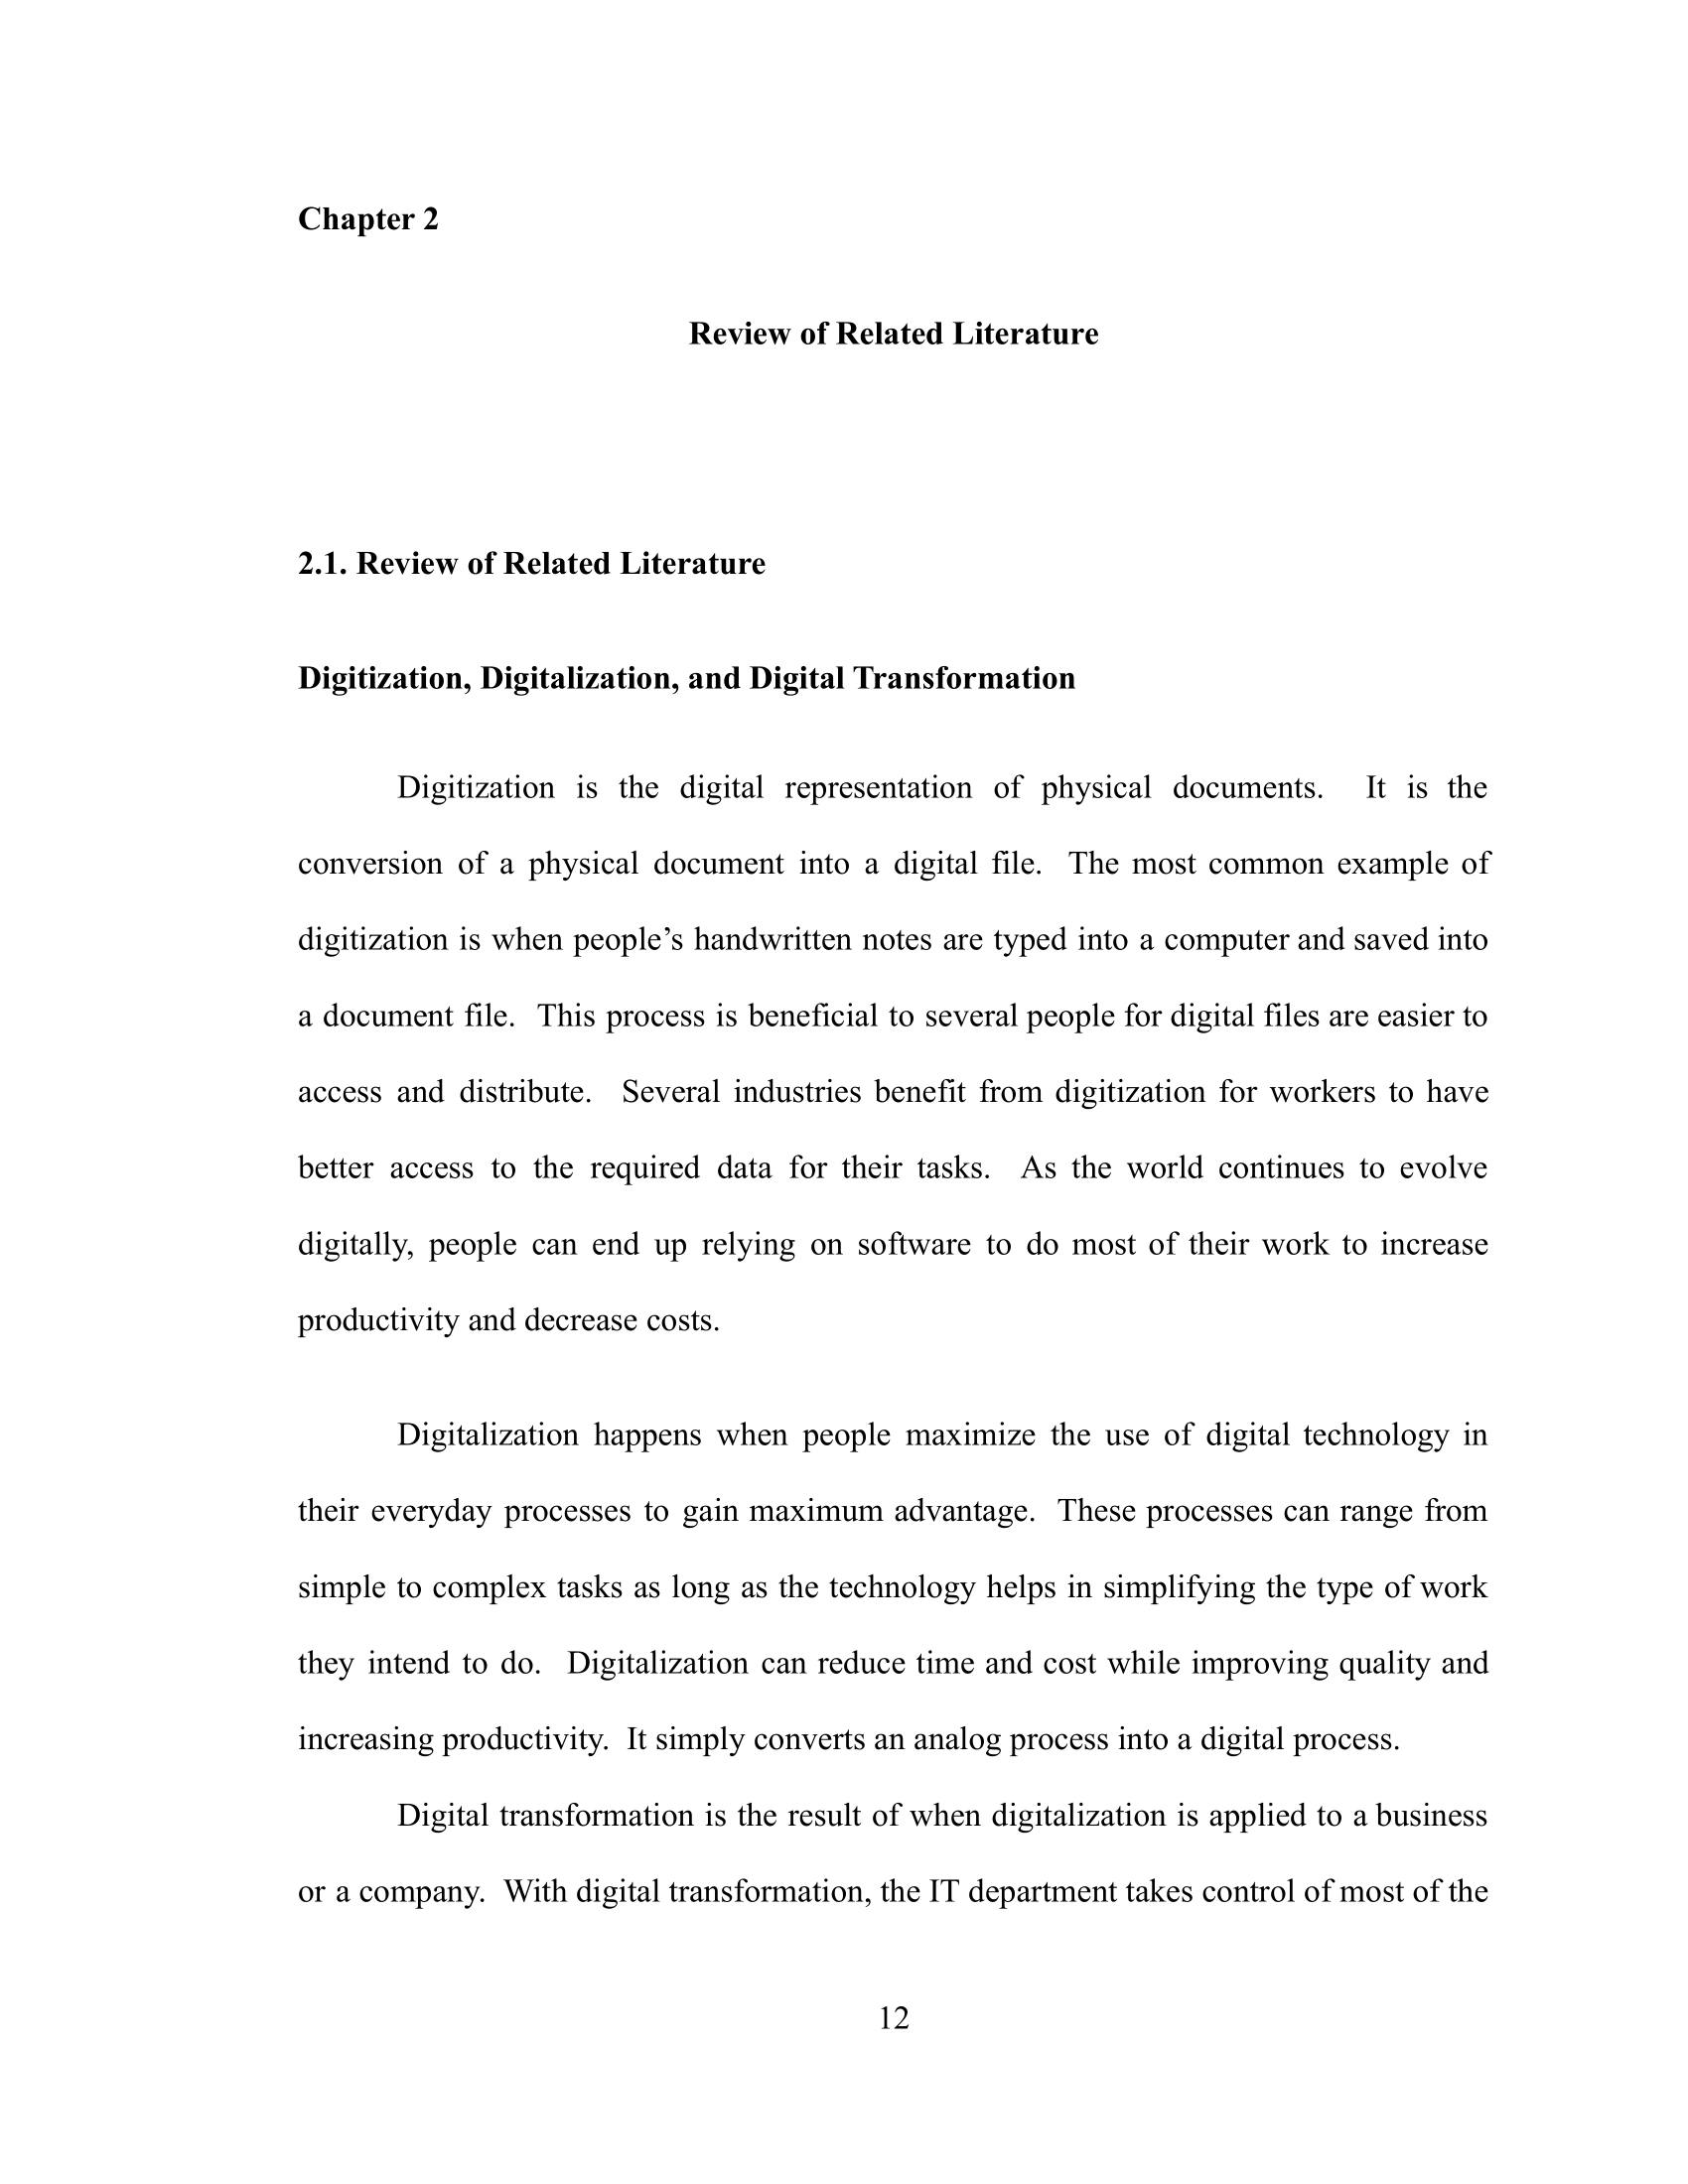 Chapter 2
Review of Related Literature
2.1. Review of Related Literature
Digitization, Digitalization, and Digital Transformation
Digitization is the digital representation of physical documents.  It is the
conversion of a physical document into a digital file.  The most common example of
digitization is when people’s handwritten notes are typed into a computer and saved into
a document file.  This process is beneficial to several people for digital files are easier to
access and distribute.  Several industries benefit from digitization for workers to have
better access to the required data for their tasks.  As the world continues to evolve
digitally, people can end up relying on software to do most of their work to increase
productivity and decrease costs.
Digitalization happens when people maximize the use of digital technology in
their everyday processes to gain maximum advantage.  These processes can range from
simple to complex tasks as long as the technology helps in simplifying the type of work
they intend to do.  Digitalization can reduce time and cost while improving quality and
increasing productivity.  It simply converts an analog process into a digital process.
Digital transformation is the result of when digitalization is applied to a business
or a company.  With digital transformation, the IT department takes control of most of the
12